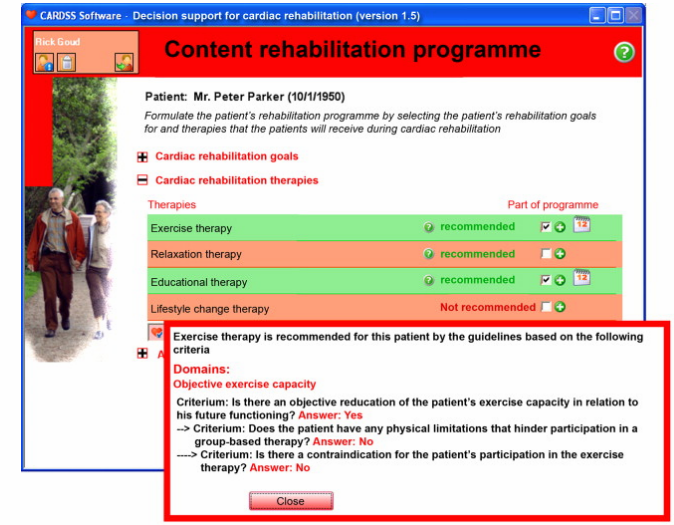 CARDSS Software - Decision support for cardiac rehabilitation (version 1.5)
Rick Goud
Content rehabilitation programme
Patient: Mr. Peter Parker (10/1/1950)
Formulate the patient's rehabilitation programme by selecting the patient's rehabilitation goals
for and therapies that the patients will receive during cardiac rehabilitation
Cardiac rehabilitation goals
Cardiac rehabilitation therapies
Therapies Part of programme
Exercise therapy ? recommended 12
Relaxation therapy ? recommended
Educational therapy ? recommended 12
Lifestyle change therapy Not recommended
A
Exercise therapy is recommended for this patient by the guidelines based on the following
criteria
Domains:
Objective exercise capacity
Criterium: Is there an objective reducation of the patient's exercise capacity in relation to
his future functioning? Answer: Yes
--> Criterium: Does the patient have any physical limitations that hinder participation in a
group-based therapy? Answer: No
----> Criterium: Is there a contraindication for the patient's participation in the exercise
therapy? Answer: No
Close